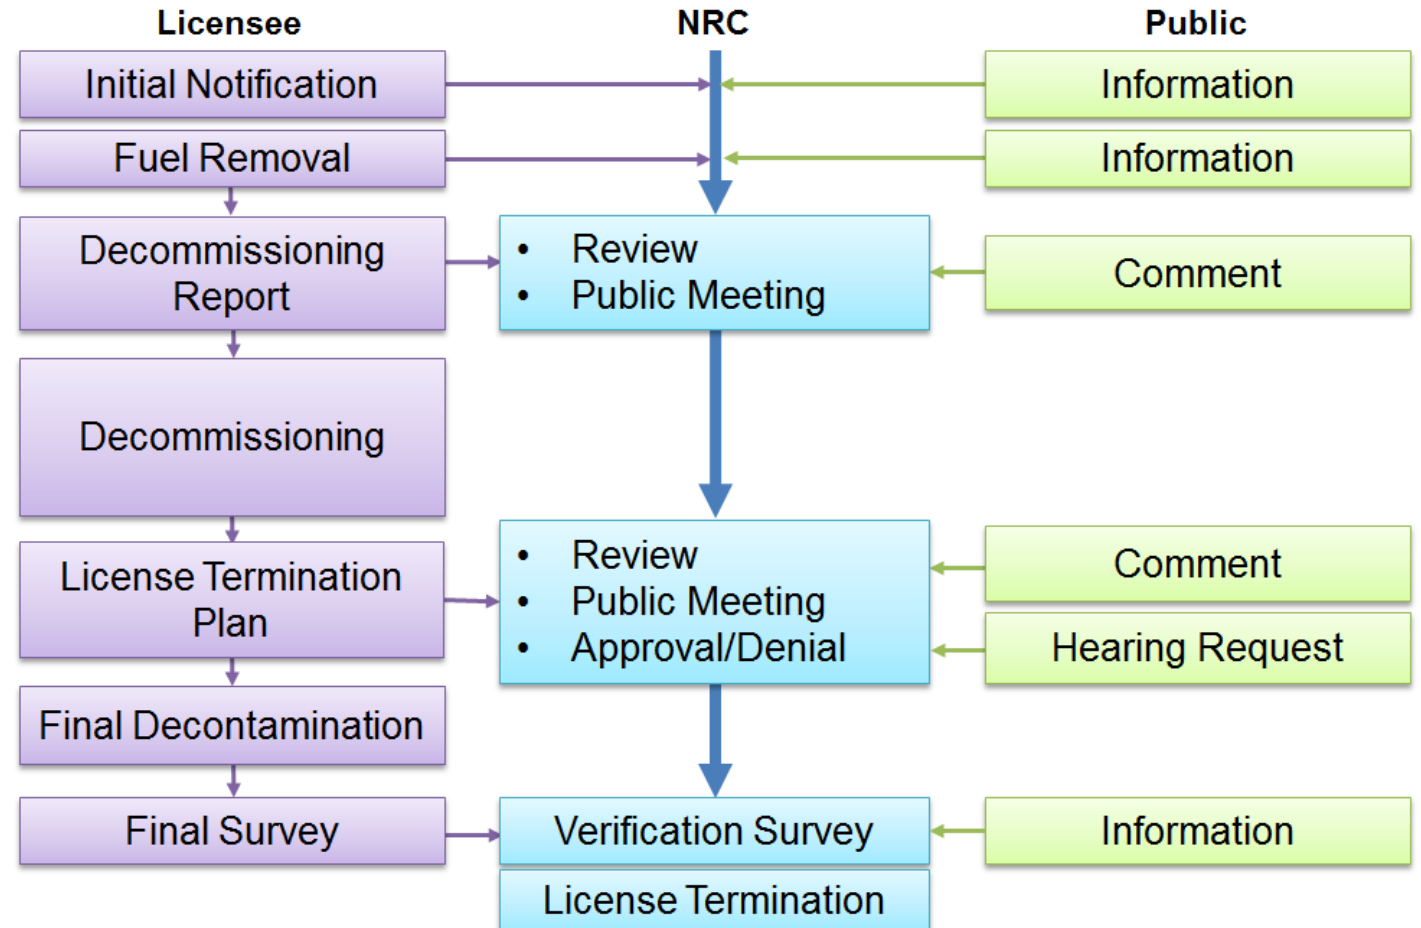 Licensee NRC Public
Initial Notification
Information
Fuel Removal
Information
Decommissioning
Report
• Review
• Public Meeting
Comment
Decommissioning
License Termination
Plan
• Review
• Public Meeting
• Approval/Denial
Comment
Hearing Request
Final Decontamination
Final Survey
Verification Survey
Information
License Termination